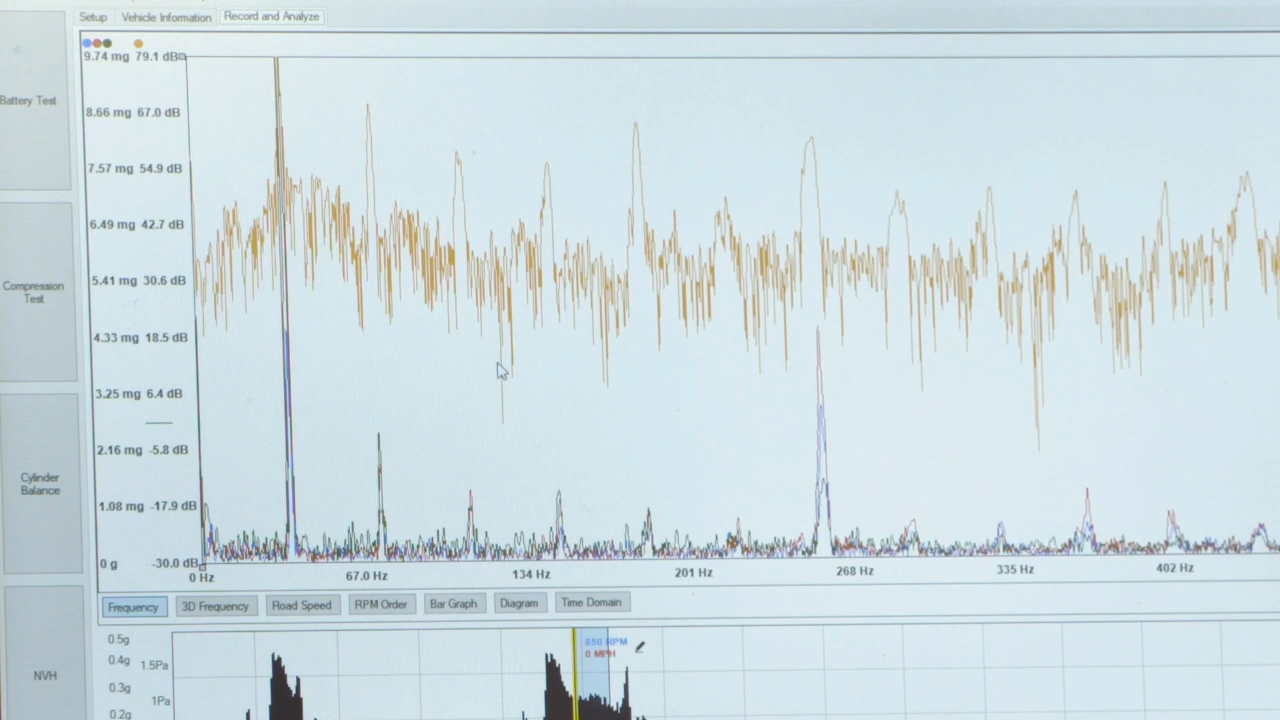 Setup Vehicle Information Record and Analyze
9.74 mg 79.1 dB
Battery Test
8.66 mg 67.0 dB
7.57 mg 54.9 dB
6.49 mg 42.7 dB
5.41 mg 30.6 dB
Compression
Test
4.33 mg 18.5 dB
3.25 mg 6.4 dB
2.16 mg -5.8 dB
Cylinder
Balance
1.08 mg -17.9 dB
0 g -30.0 dB
0 Hz 67.0 Hz 134 Hz 201 Hz 268 Hz 335 Hz 402 Hz
Frequency 3D Frequency Road Speed RPM Order Bar Graph Diagram Time Domain
0.5g
850 RPM
0 MPH
0.4g 1.5Pa
NVH
0.3g
1Pa
0.2g